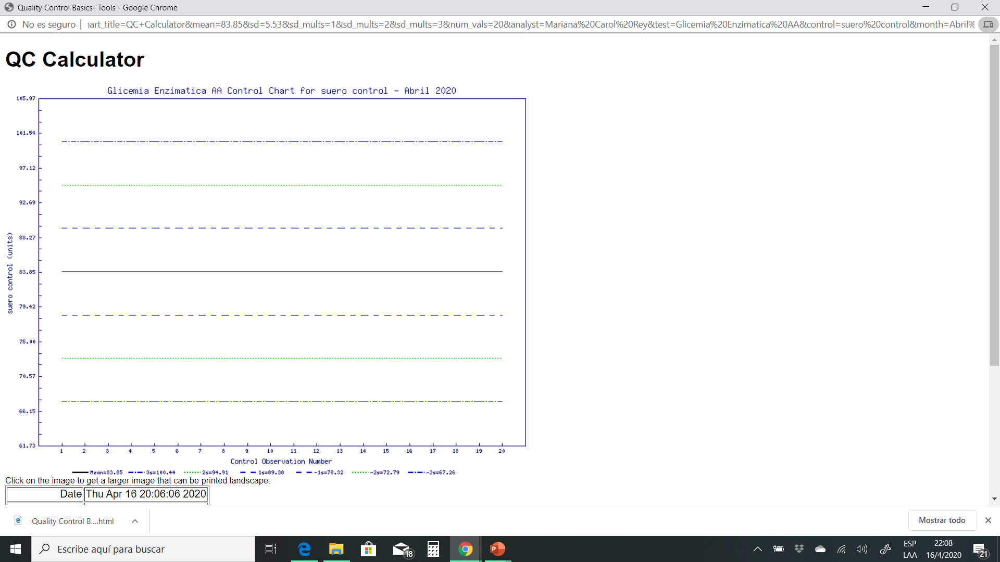 Quality Control Basics- Tools - Google Chrome
No es seguro | ıart_title=QC+Calculator&mean=83.85&sd=5.53&sd_mults=1&sd_mults=2&sd_mults=3&num_vals=20&analyst=Mariana%20Carol%20Rey&test=Glicemia%20Enzimatica%20AA&control=suero%20control&month=Abril%
QC Calculator
Glicemia Enzimatica AA Control Chart for suero control - Abril 2020
105.97
101.54
97.12
92.69
88.27
83.85
79.42
75.00
70.57
66.15
61.73
suero control (units)
1 2 3 4 5 6 7 8 9 10 11 12 13 14 15 16 17 18 19 20
Control Observation Number
Mean=83.85 3s=100.44 2s=94.91 1s=89.38 -1s=78.32 -2s=72.79 -3s=67.26
Click on the image to get a larger image that can be printed landscape.
Date Thu Apr 16 20:06:06 2020
Quality Control B....html
Mostrar todo
Escribe aquí para buscar
18
ESP
LAA
22:08
16/4/2020
21